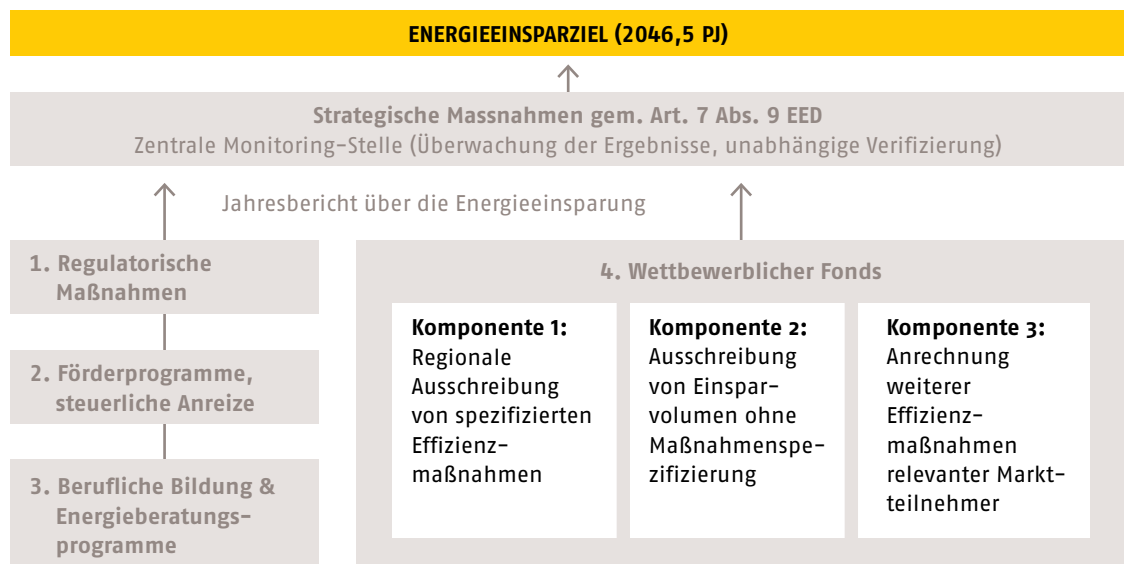 ENERGIEEINSPARZIEL (2046,5 PJ)
Strategische Massnahmen gem. Art. 7 Abs. 9 EED
Zentrale Monitoring-Stelle (Überwachung der Ergebnisse, unabhängige Verifizierung)
Jahresbericht über die Energieeinsparung
1. Regulatorische
Maßnahmen
2. Förderprogramme,
steuerliche Anreize
3. Berufliche Bildung &
Energieberatungs-
programme
4. Wettbewerblicher Fonds
Komponente 1:
Regionale
Ausschreibung
von spezifizierten
Effizienz-
maßnahmen
Komponente 2:
Ausschreibung
von Einspar-
volumen ohne
Maßnahmenspe-
zifizierung
Komponente 3:
Anrechnung
weiterer
Effizienz-
maßnahmen
relevanter Markt-
teilnehmer